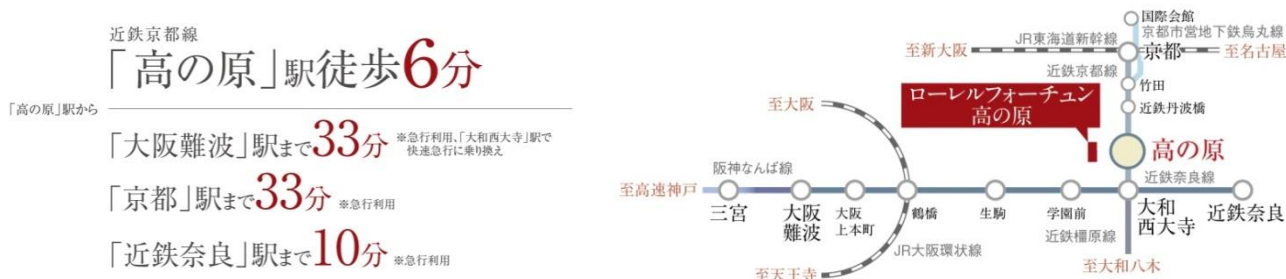 近鉄京都線
「高の原」駅徒歩6分
「高の原」駅から
「大阪難波」駅まで33分 ※急行利用、「大和西大寺」駅で
快速急行に乗り換え
「京都」駅まで33分 ※急行利用
「近鉄奈良」駅まで10分 ※急行利用
国際会館
京都市営地下鉄烏丸線
JR東海道新幹線
至新大阪
京都
至名古屋
近鉄京都線
竹田
近鉄丹波橋
至大阪
ローレルフォーチュン
高の原
高の原
阪神なんば線
近鉄奈良線
至高速神戸
三宮
大阪
難波
大阪
上本町
鶴橋
生駒
学園前
大和
西大寺
近鉄奈良
JR大阪環状線
近鉄橿原線
至天王寺
至大和八木